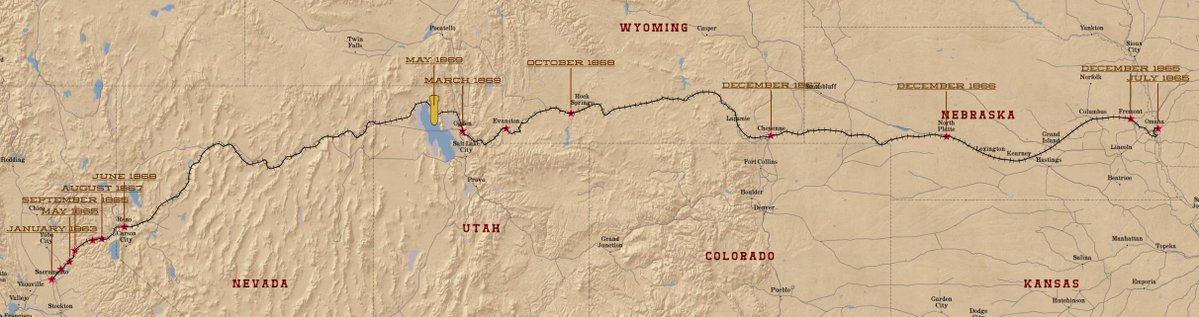 WYOMING
Yankton
Pocatello
Casper
Twin
Falls
Sioux
City
MAY 1869
OCTOBER 1868
DECEMBER 1865
Norfolk
JULY 1865
MARCH 1869
DECEMBER 1867
DECEMBER 1866
Rock
Springs
Columbus
Fremont
NEBRASKA
Laramie
Cheyenne
North
Platte
Omaha
Ogden
Evanston
Grand
Island
Salt Lake
City
Lexington
Kearney
Hastings
Lincoln
Redding
Fort Collins
Provo
Beatrice
JUNE 1868
AUGUST 1867
SEPTEMBER 1865
MAY 1865
Boulder
Denver
Reno
Carson
City
JANUARY 1863
Yuba
City
UTAH
Grand
Junction
Manhattan
Topeka
COLORADO
Salina
Sacramento
Vacaville
NEVADA
KANSAS
Emporia
Pueblo
Vallejo
Stockton
Garden
City
Hutchinson
Dodge
City
Francisco